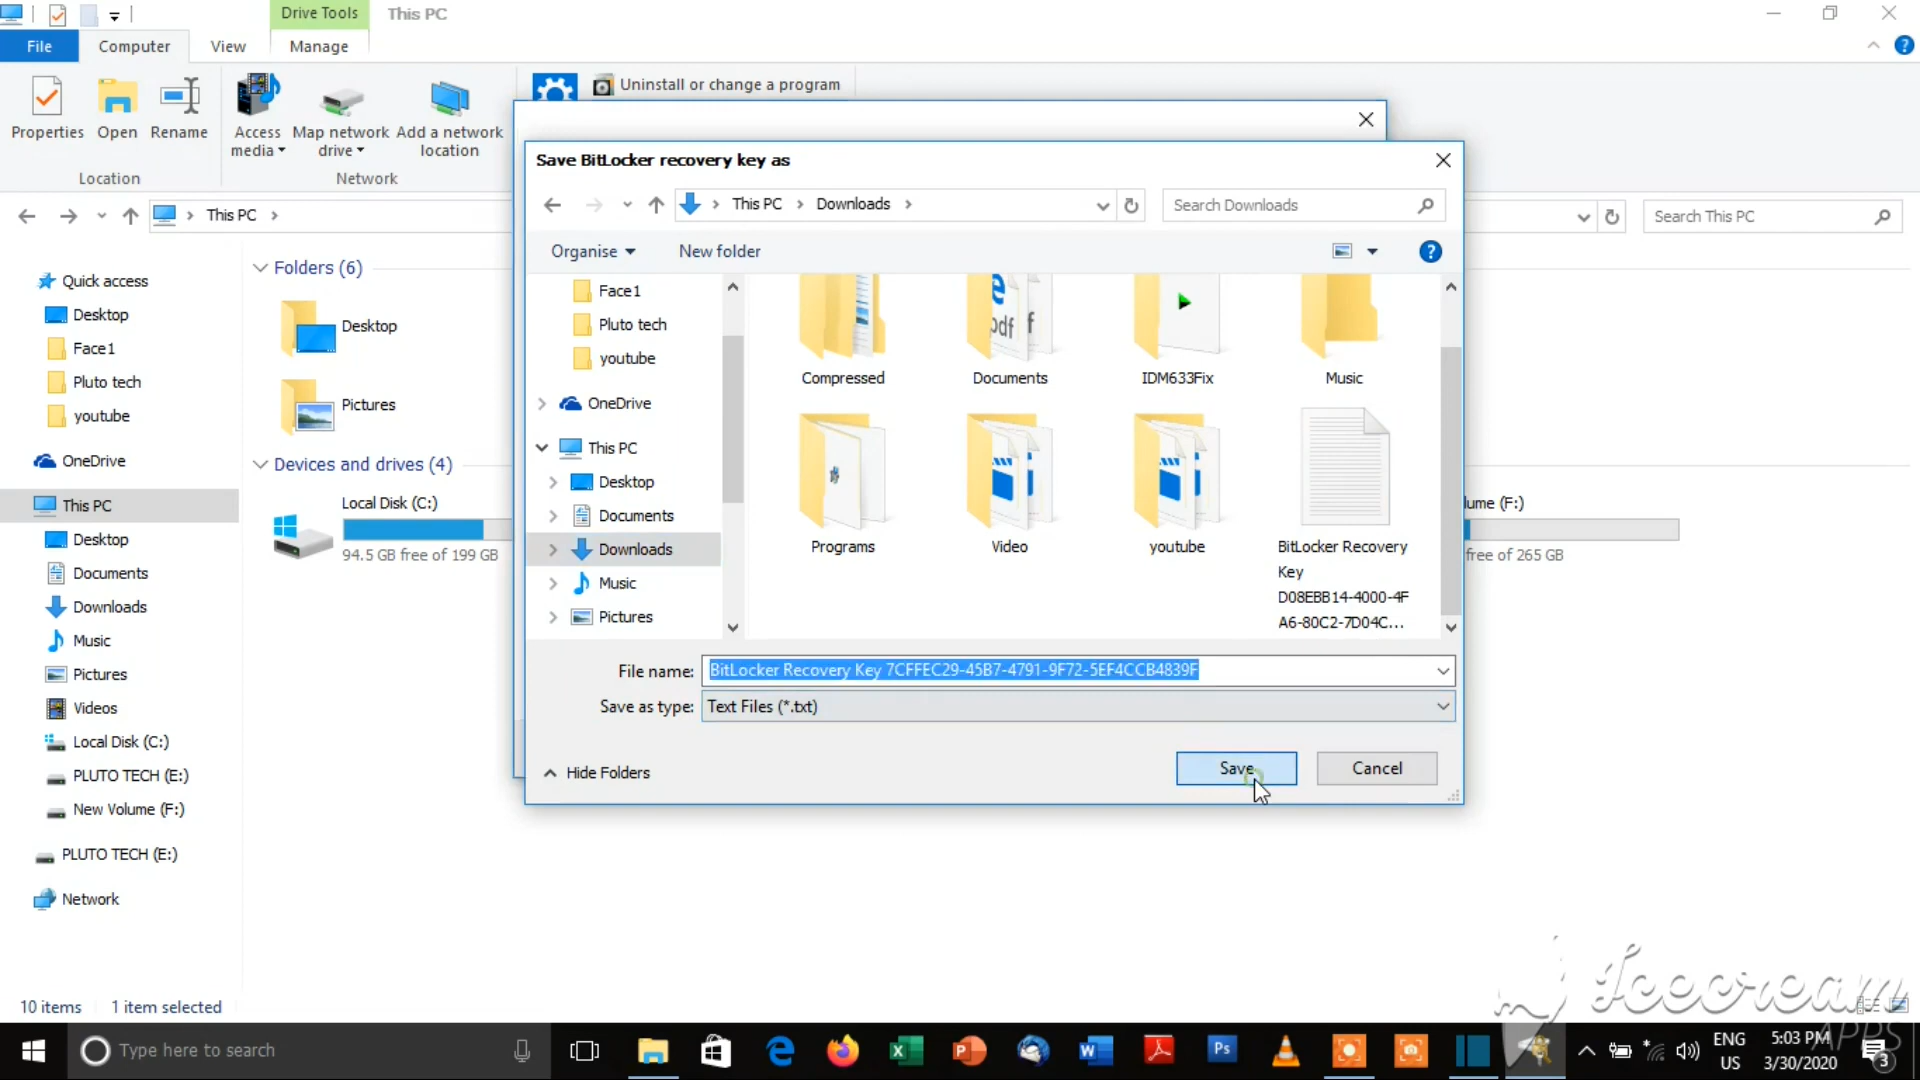 Drive Tools
This PC
File
Computer
View
Manage
Properties
Open
Rename
Access
media
Map network
drive
Add a network
location
Location
Network
Uninstall or change a program
This PC
Search This PC
Save BitLocker recovery key as
This PC
Downloads
Search Downloads
Organise
New folder
Quick access
Desktop
Face1
Pluto tech
youtube
OneDrive
This PC
Desktop
Documents
Downloads
Music
Pictures
Videos
Local Disk (C:)
PLUTO TECH (E:)
New Volume (F:)
PLUTO TECH (E:)
Network
Folders (6)
Desktop
Pictures
Devices and drives (4)
Local Disk (C:)
94.5 GB free of 199 GB
Face1
Pluto tech
youtube
OneDrive
This PC
Desktop
Documents
Downloads
Music
Pictures
Compressed
Documents
IDM633Fix
Music
Programs
Video
youtube
BitLocker Recovery
Key
D08EBB14-4000-4F
A6-80C2-7D04C...
lume (F:)
free of 265 GB
File name:
BitLocker Recovery Key 7CFFEC29-45B7-4791-9F72-5EF4CCB4839F
Save as type:
Text Files (*.txt)
Hide Folders
Save
Cancel
10 items
1 item selected
Icecream
APPS
Type here to search
ENG
US
5:03 PM
3/30/2020
3